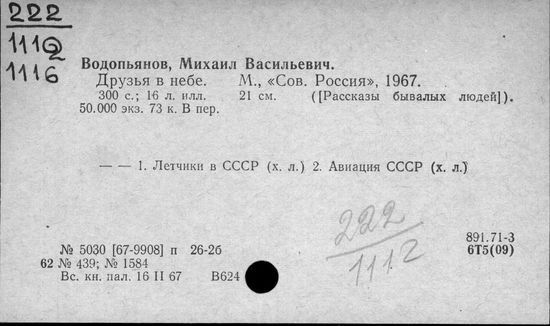 222
1112
1116
Водопьянов, Михаил Васильевич.
Друзья в небе. М., «Сов. Россия», 1967.
300 с.; 16 л. илл. 21 см. ([Рассказы бывалых людей]).
50.000 экз. 73 к. В пер.
— — 1. Летчики в СССР (х. л.) 2. Авиация СССР (х. л.)
222
1112
891.71-3
6Т5(09)
№ 5030 [67-9908] п 26-2б
62 № 439; № 1584
Вс. кн. пал. 16 II 67 В624